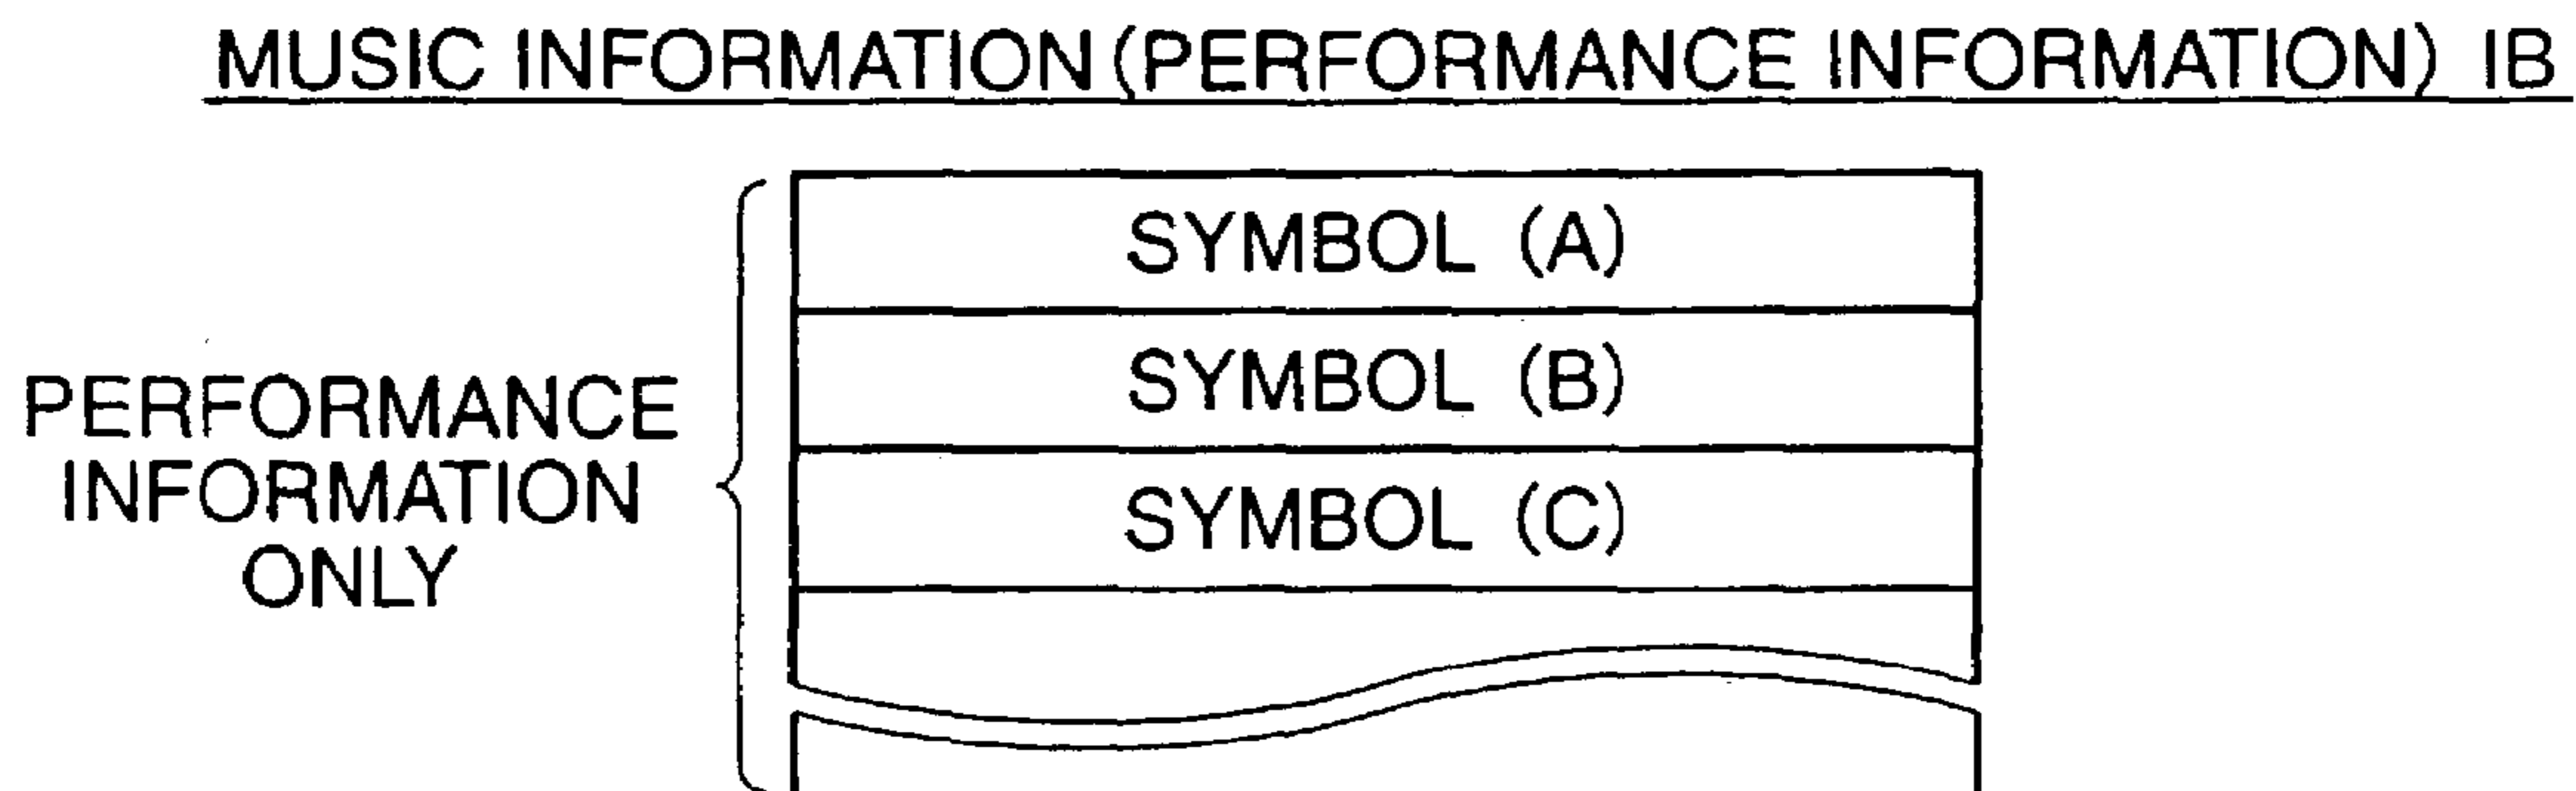 MUSIC INFORMATION (PERFORMANCE INFORMATION) IB
SYMBOL (A)
SYMBOL (B)
SYMBOL (C)
PERFORMANCE
INFORMATION
ONLY